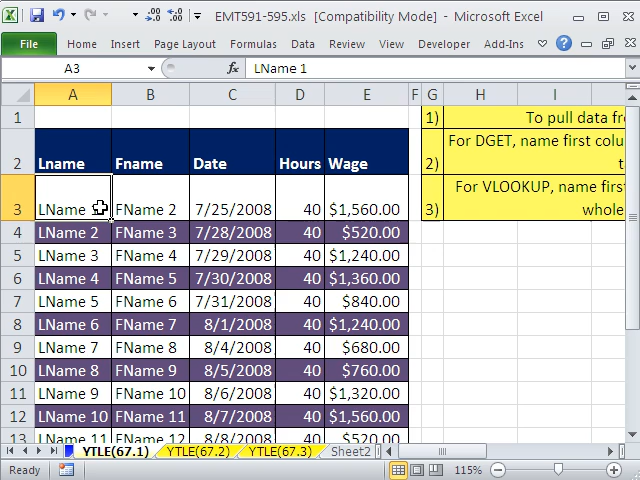 EMT591-595.xls [Compatibility Mode] - Microsoft Excel
File Home Insert Page Layout Formulas Data Review View Developer Add-Ins
A3 fx LName 1
A B C D E F G H I J
1 1) To pull data fro
2 Lname Fname Date Hours Wage 2) For DGET, name first colu
t
3 LName 1 FName 2 7/25/2008 40 $1,560.00 3) For VLOOKUP, name firs
whole
4 LName 2 FName 3 7/28/2008 40 $520.00
5 LName 3 FName 4 7/29/2008 40 $1,240.00
6 LName 4 FName 5 7/30/2008 40 $1,360.00
7 LName 5 FName 6 7/31/2008 40 $840.00
8 LName 6 FName 7 8/1/2008 40 $1,240.00
9 LName 7 FName 8 8/4/2008 40 $680.00
10 LName 8 FName 9 8/5/2008 40 $760.00
11 LName 9 FName 10 8/6/2008 40 $1,320.00
12 LName 10 FName 11 8/7/2008 40 $1,560.00
13 LName 11 FName 12 8/8/2008 40 $520.00
YTLE(67.1) YTLE(67.2) YTLE(67.3) Sheet2
Ready 115%